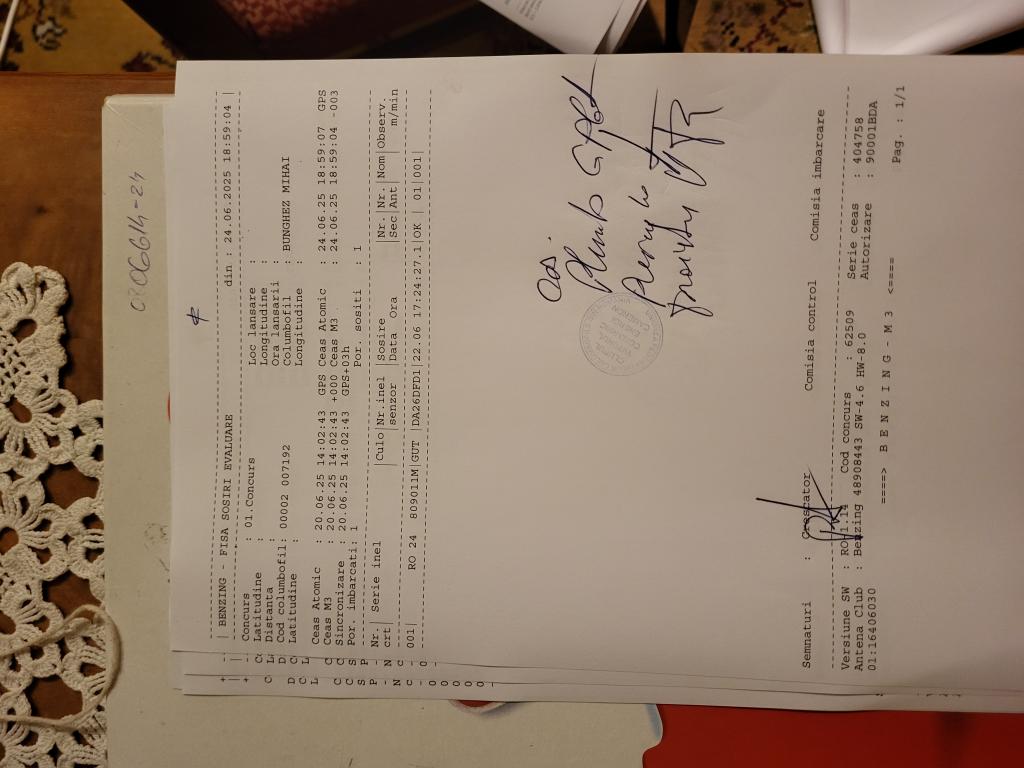 c¹066414-24
| BENZING - FISA SOSIRI EVALUARE din : 24.06.2025 18:59:04 |
Concurs : 01.Concurs Loc lansare :
Latitudine : Longitudine :
Distanta : Ora lansarii :
Cod columbofil: 00002 007192 Columbofil : BUNGHEZ MIHAI
Latitudine : Longitudine :
Ceas Atomic : 20.06.25 14:02:43 GPS Ceas Atomic : 24.06.25 18:59:07 GPS
Ceas M3 : 20.06.25 14:02:43 +000 Ceas M3 : 24.06.25 18:59:04 -003
Sincronizare : 20.06.25 14:02:43 GPS+03h
Por. imbarcati: 1 Por. sositi : 1
Nr.| Serie inel |Culo|Nr.inel |Sosire |Nr.|Nr.|Nom|Observ.
crt| | |senzor |Data Ora |Sec|Ant| | m/min
001| RO 24 809011M|GUT |DA26DFD1|22.06 17:24:27.1|OK | 01|001|
Semnaturi : Crescator Comisia control Comisia imbarcare
Versiune SW : RO-1.14 Cod concurs : 62509 Serie ceas : 404758
Antena Club : Benzing 48908443 SW-4.6 HW-8.0 Autorizare : 90001BDA
01:16406030
====> B E N Z I N G - M 3 <==== Pag. : 1/1